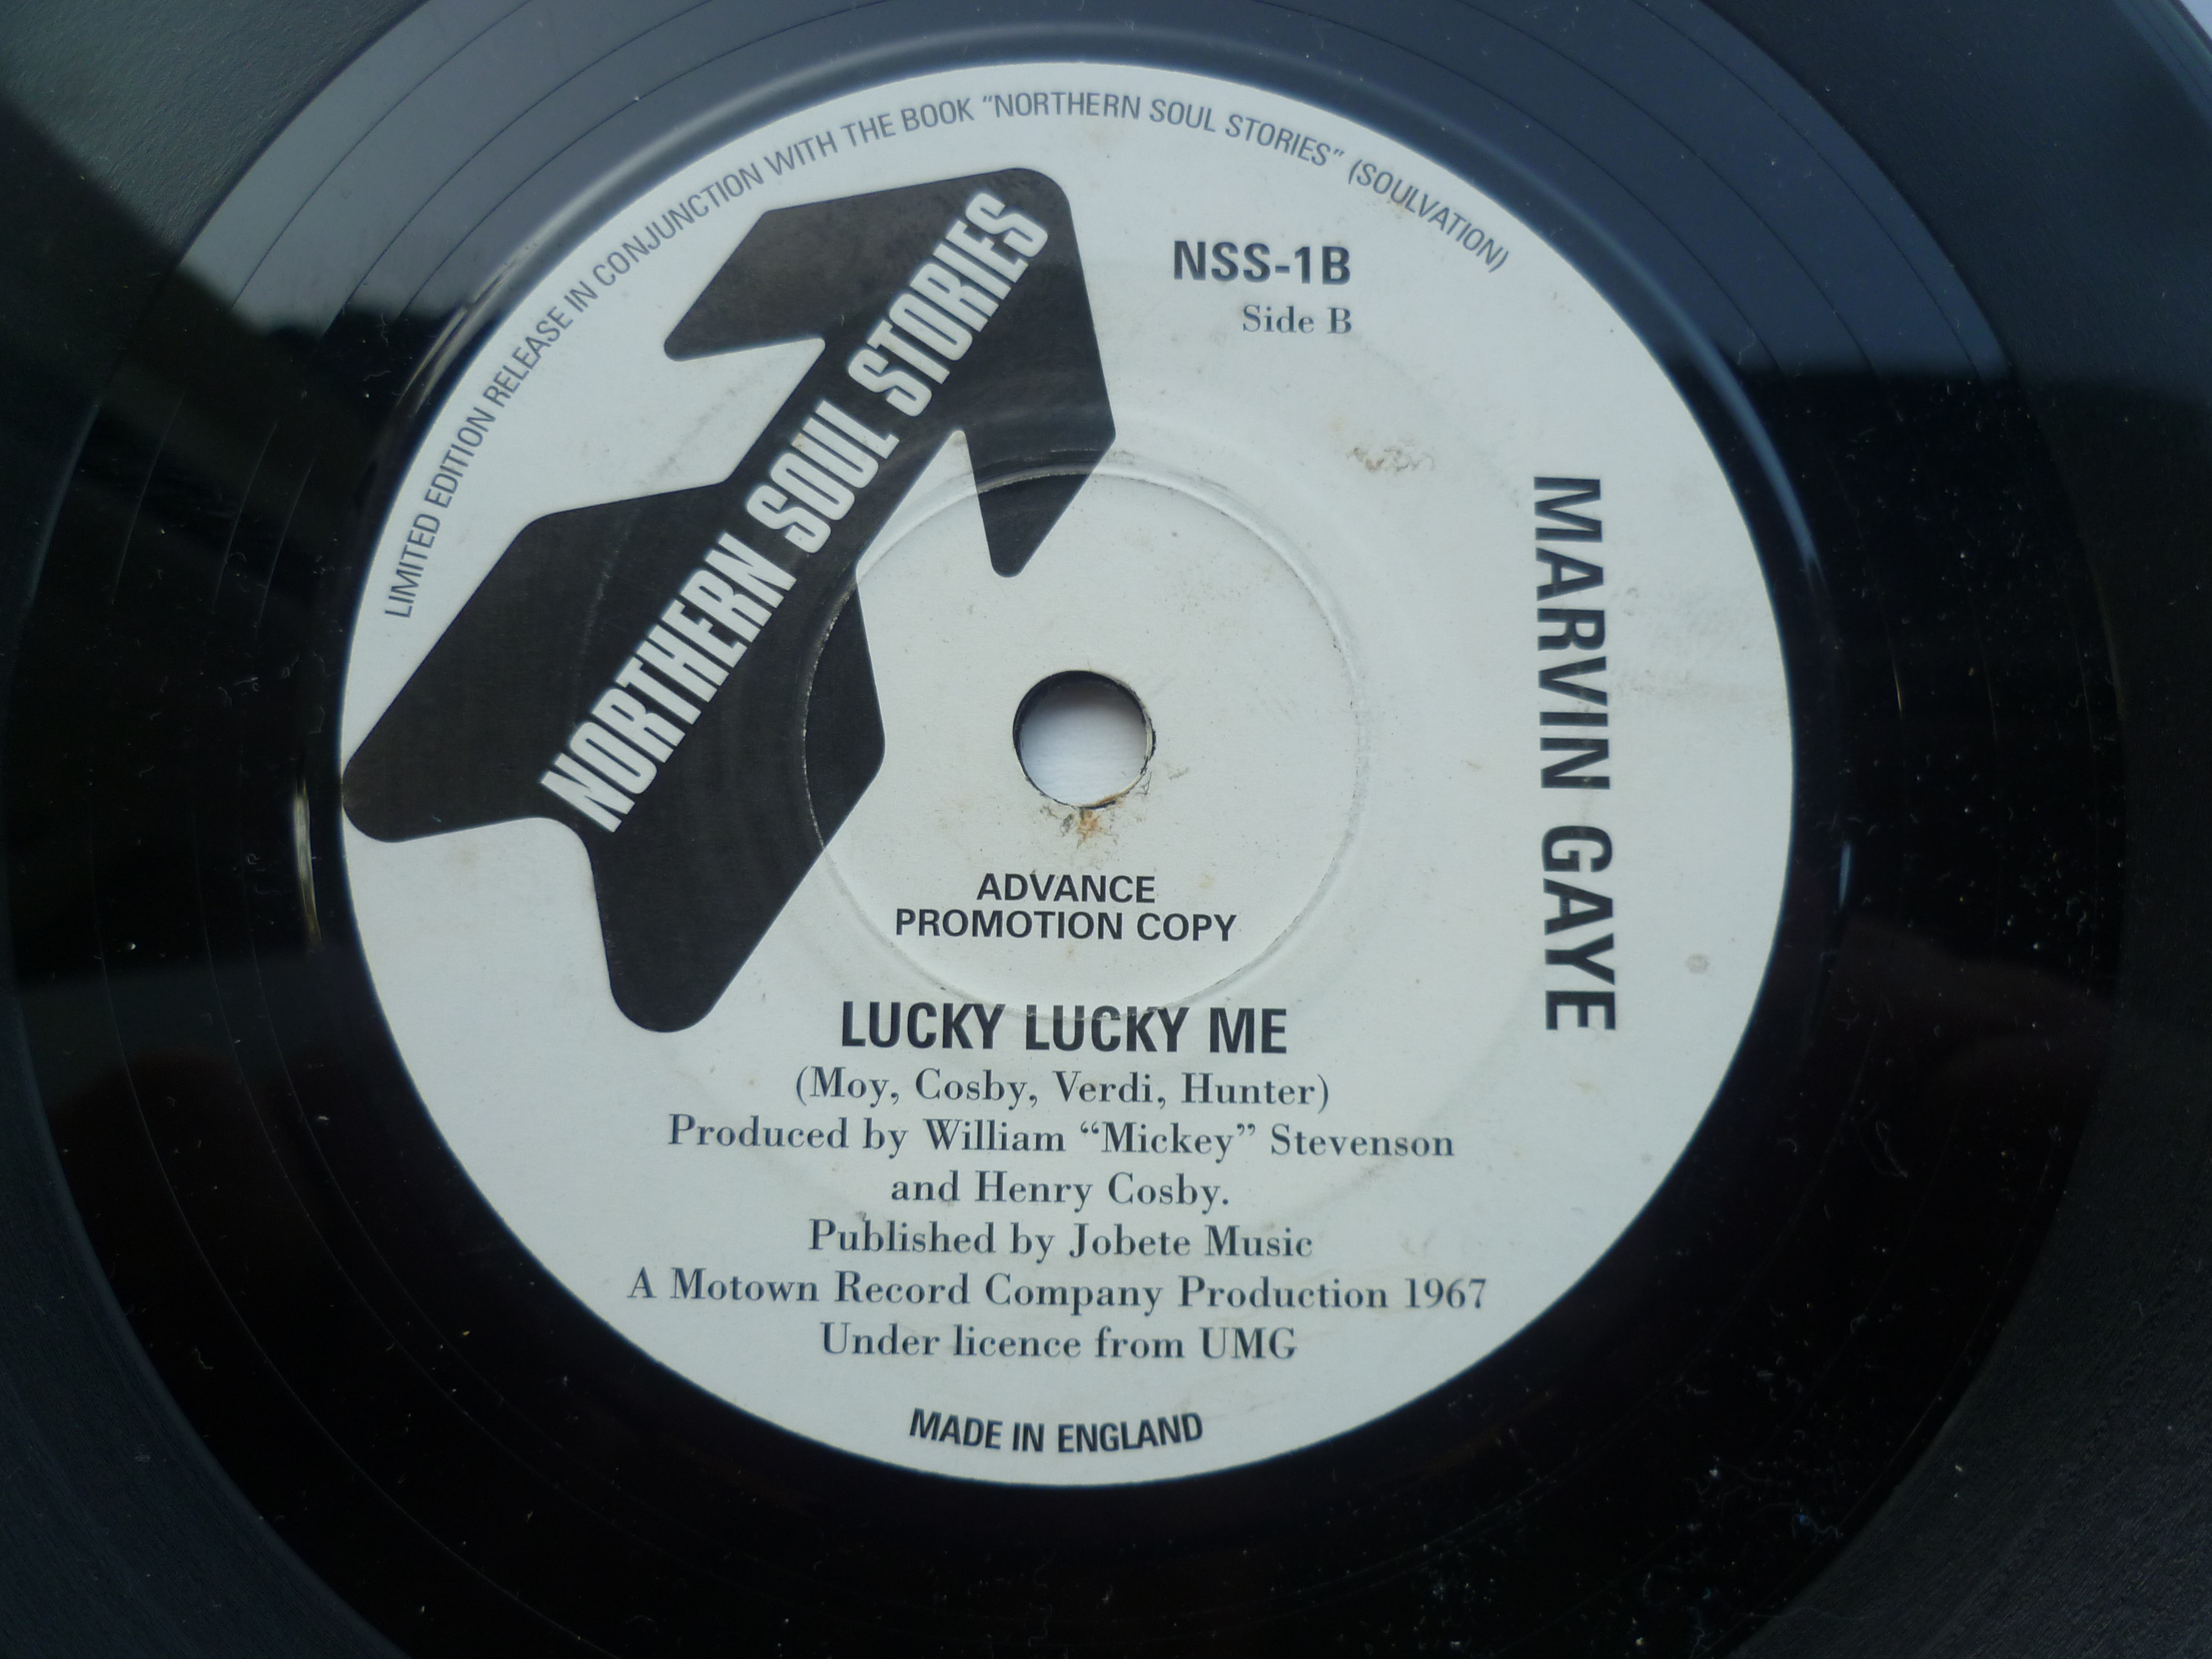 LIMITED EDITION RELEASE IN CONJUNCTION WITH THE BOOK "NORTHERN SOUL STORIES" (SOULVATION)
NORTHERN SOUL STORIES
NSS-1B
Side B
MARVIN GAYE
ADVANCE
PROMOTION COPY
LUCKY LUCKY ME
(Moy, Cosby, Verdi, Hunter)
Produced by William “Mickey” Stevenson
and Henry Cosby.
Published by Jobete Music
A Motown Record Company Production 1967
Under licence from UMG
MADE IN ENGLAND